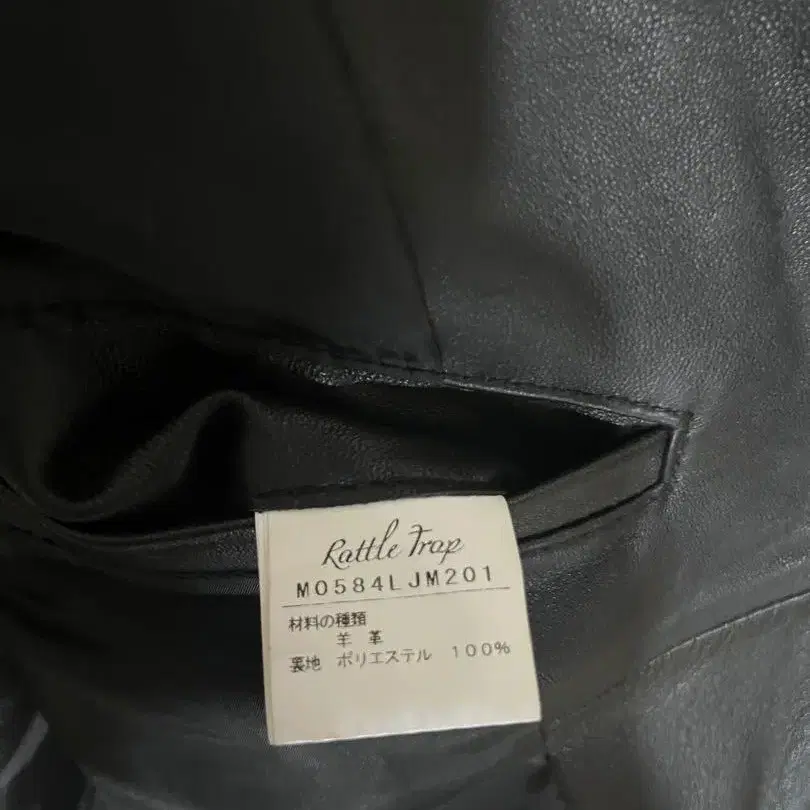 Rattle Trap
M0584LJM201
材料の種類
羊 革
裏地 ポリエステル 100%